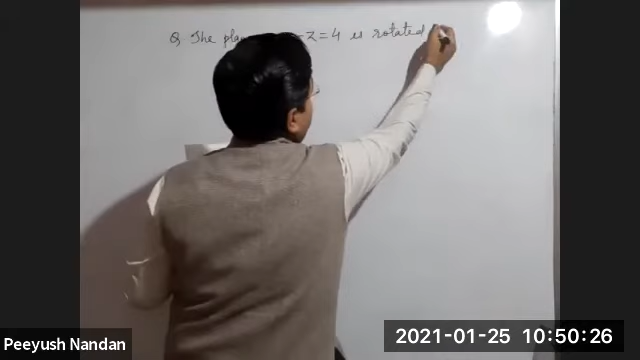 Q. The pla –z=4 is rotated
Peeyush Nandan
2021-01-25 10:50:26